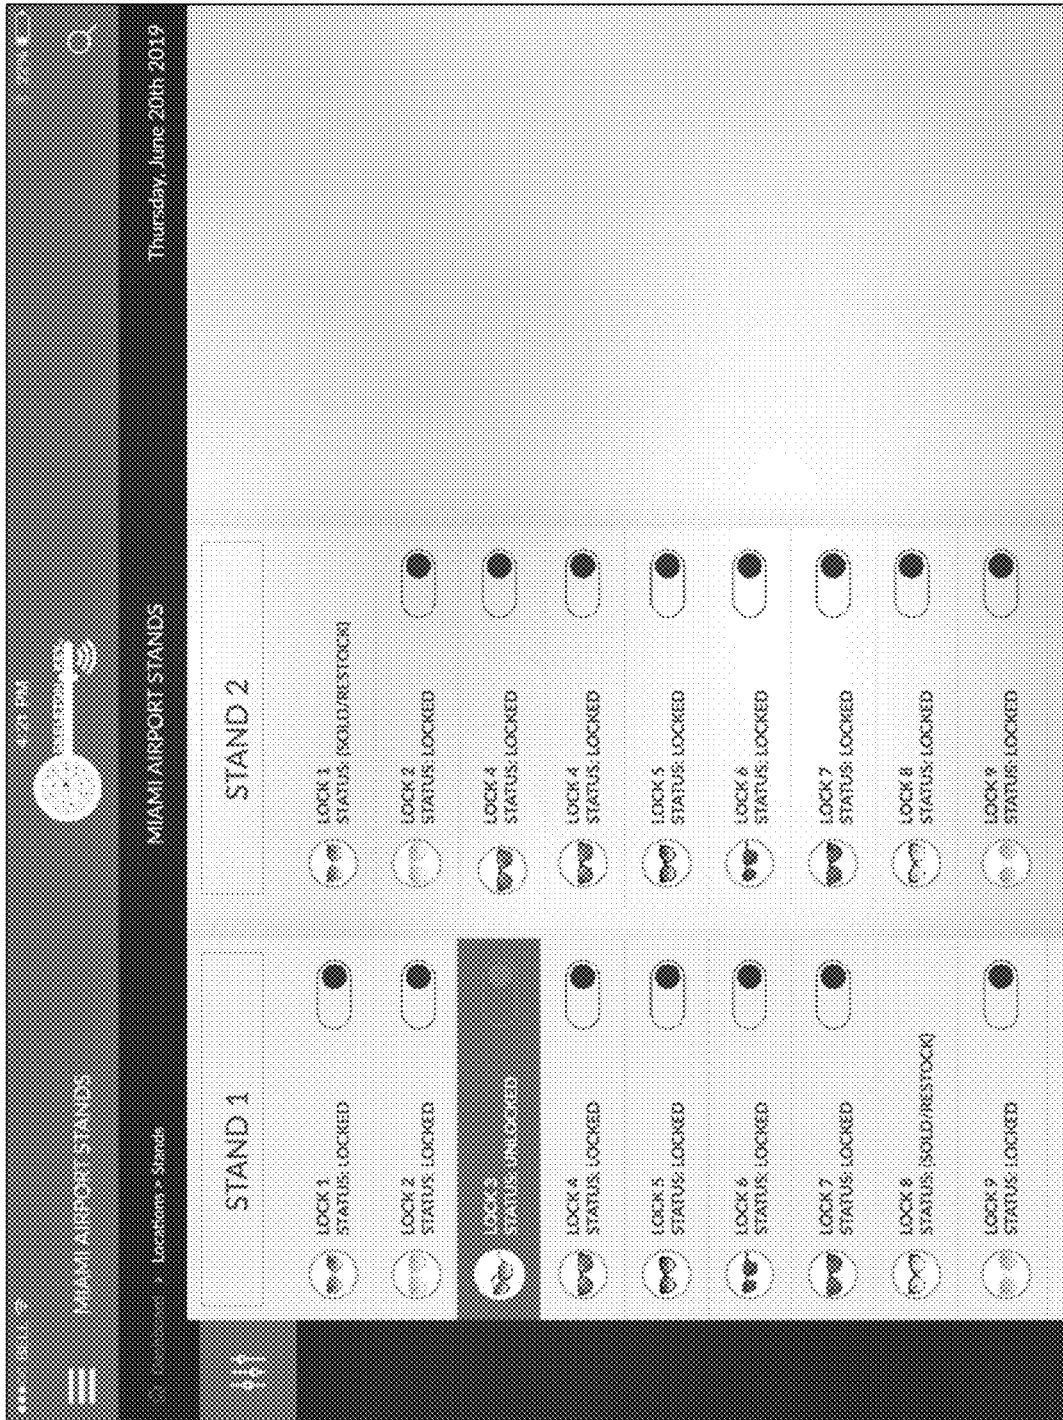 MIAMI AIRPORT STANDS
Locations > Stands
MIAMI AIRPORT STANDS
Thursday, June 20th 2019
STAND 1
LOCK 1
STATUS: LOCKED
LOCK 2
STATUS: LOCKED
LOCK 3
STATUS: UNLOCKED
LOCK 4
STATUS: LOCKED
LOCK 5
STATUS: LOCKED
LOCK 6
STATUS: LOCKED
LOCK 7
STATUS: LOCKED
LOCK 8
STATUS: (SOLD/RESTOCK)
LOCK 9
STATUS: LOCKED
STAND 2
LOCK 1
STATUS: (SOLD/RESTOCK)
LOCK 2
STATUS: LOCKED
LOCK 4
STATUS: LOCKED
LOCK 4
STATUS: LOCKED
LOCK 5
STATUS: LOCKED
LOCK 6
STATUS: LOCKED
LOCK 7
STATUS: LOCKED
LOCK 8
STATUS: LOCKED
LOCK 9
STATUS: LOCKED